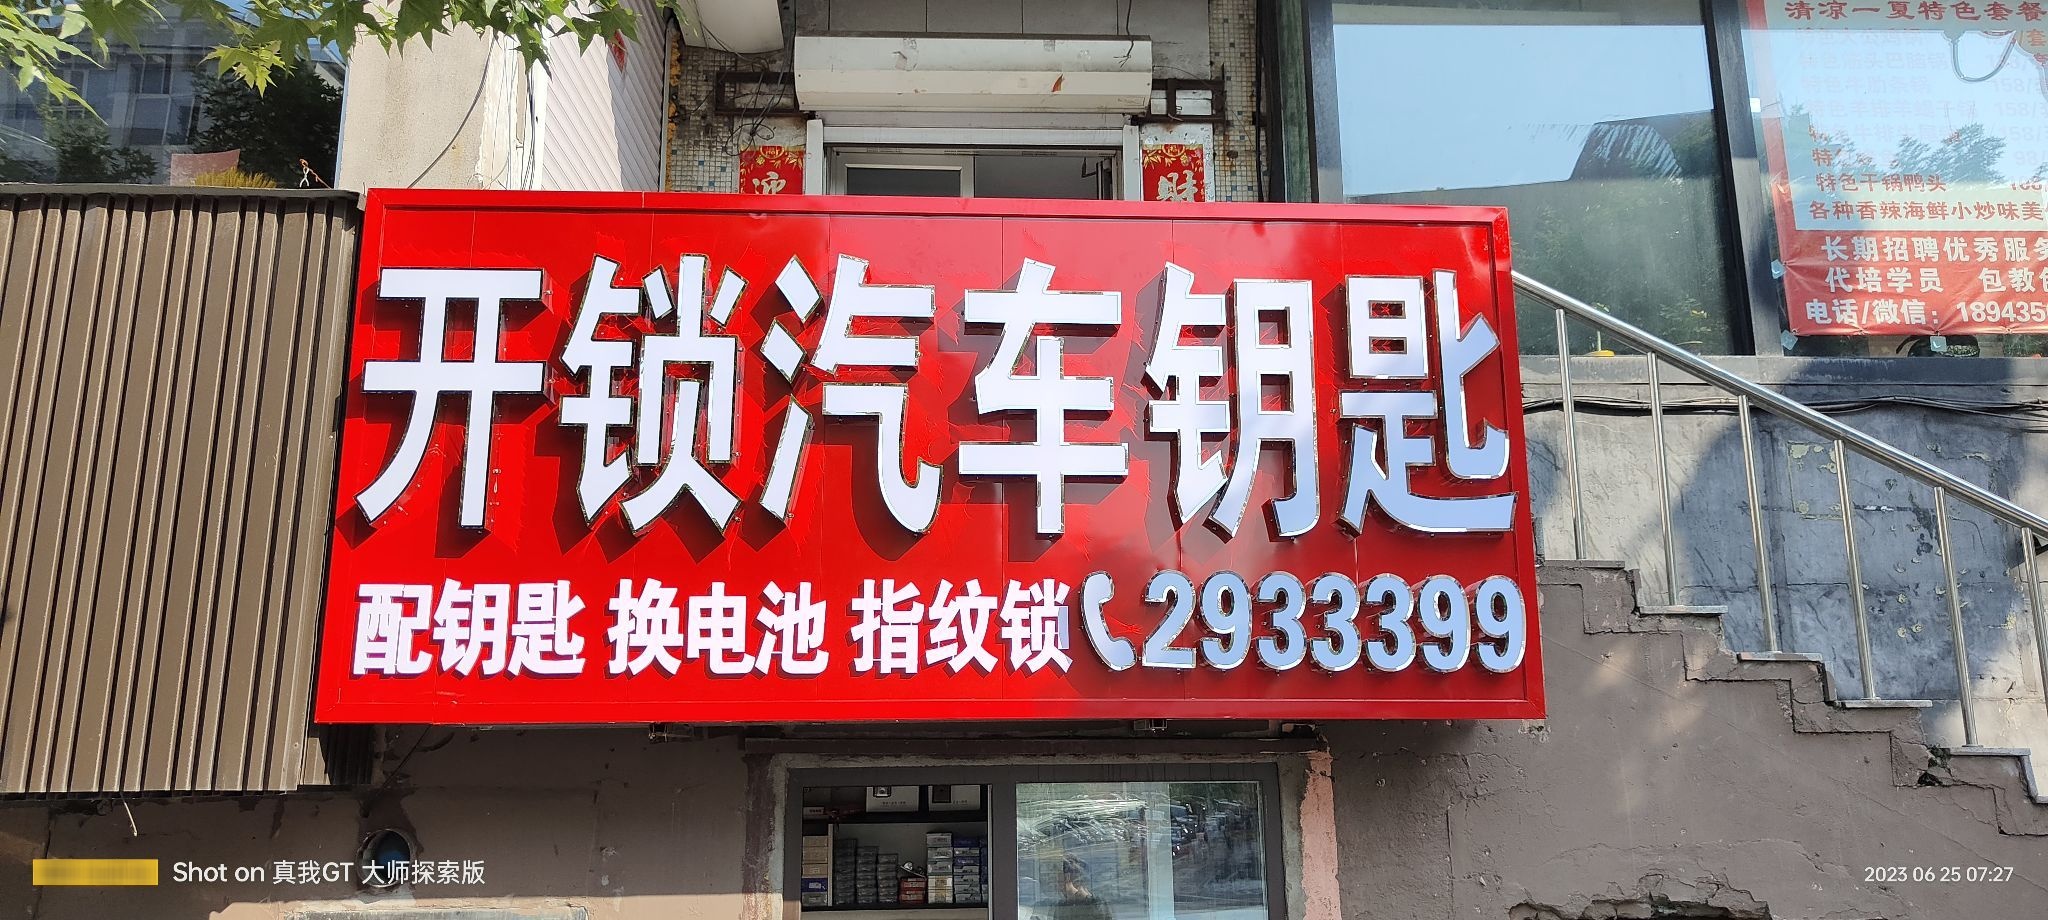 清凉一夏特色套餐
特色干锅鸭头
各种香辣海鲜小炒味美
长期招聘优秀服务
代培学员 包教
电话/微信：189435
财
开锁汽车钥匙
配钥匙 换电池 指纹锁 2933399
Shot on 真我GT 大师探索版
2023 06 25 07:27